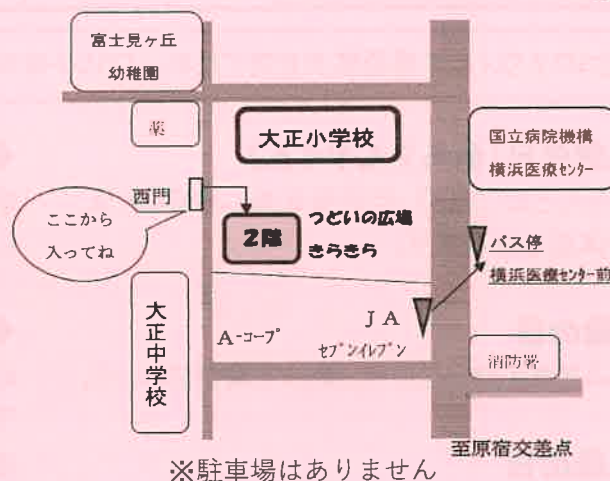 富士見ヶ丘
幼稚園
薬
大正小学校
国立病院機構
横浜医療ｾﾝﾀｰ
西門
ここから
入ってね
２階
つどいの広場
きらきら
バス停
横浜医療ｾﾝﾀｰ前
大正中学校
A-ｺｰﾌﾟ
ＪＡ
ｾﾌﾞﾝｲﾚﾌﾞﾝ
消防署
至原宿交差点
※駐車場はありません